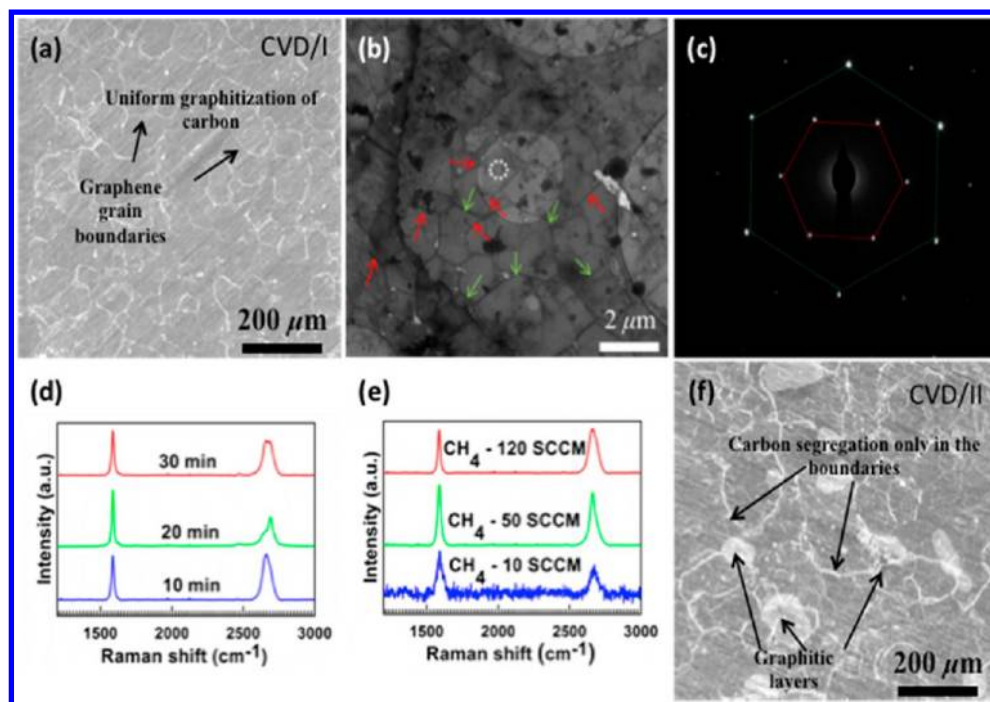 (a)
CVD/I
Uniform graphitization of
carbon
Graphene
grain
boundaries
200 μm
(b)
2 μm
(c)
(d)
30 min
20 min
10 min
Intensity (a.u.)
1500
2000
2500
3000
Raman shift (cm-1)
(e)
CH4 - 120 SCCM
CH4 - 50 SCCM
CH4 - 10 SCCM
Intensity (a.u.)
1500
2000
2500
3000
Raman shift (cm-1)
(f)
CVD/II
Carbon segregation only in the
boundaries
Graphitic
layers
200 μm